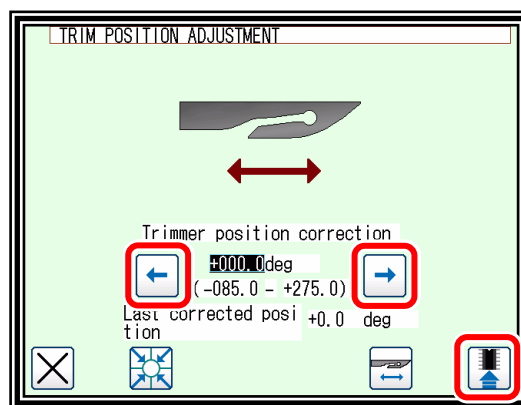 TRIM POSITION ADJUSTMENT
Trimmer position correction
+000.0deg
(-085.0 - +275.0)
Last corrected posi +0.0 deg
tion